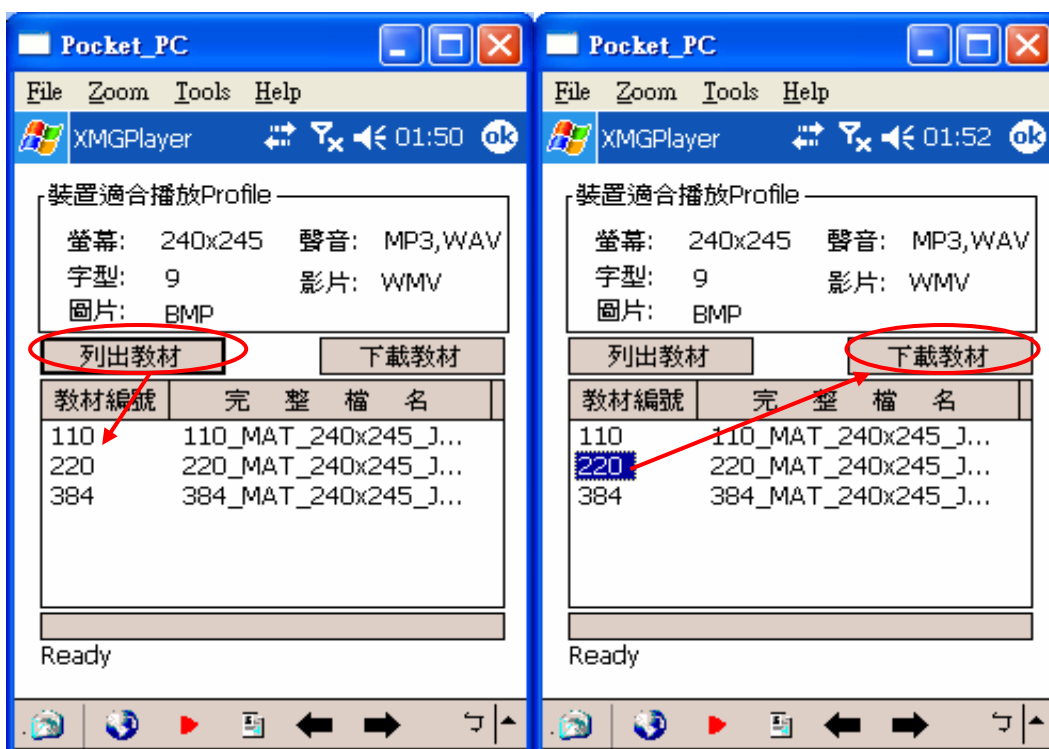 Pocket_PC
File Zoom Tools Help
XMGPlayer 01:50 ok
裝置適合播放Profile
螢幕: 240x245 聲音: MP3,WAV
字型: 9 影片: WMV
圖片: BMP
列出教材 下載教材
教材編號 完 整 檔 名
110 110_MAT_240x245_J...
220 220_MAT_240x245_J...
384 384_MAT_240x245_J...
Ready
ㄅ
Pocket_PC
File Zoom Tools Help
XMGPlayer 01:52 ok
裝置適合播放Profile
螢幕: 240x245 聲音: MP3,WAV
字型: 9 影片: WMV
圖片: BMP
列出教材 下載教材
教材編號 完 整 檔 名
110 110_MAT_240x245_J...
220 220_MAT_240x245_J...
384 384_MAT_240x245_J...
Ready
ㄅ